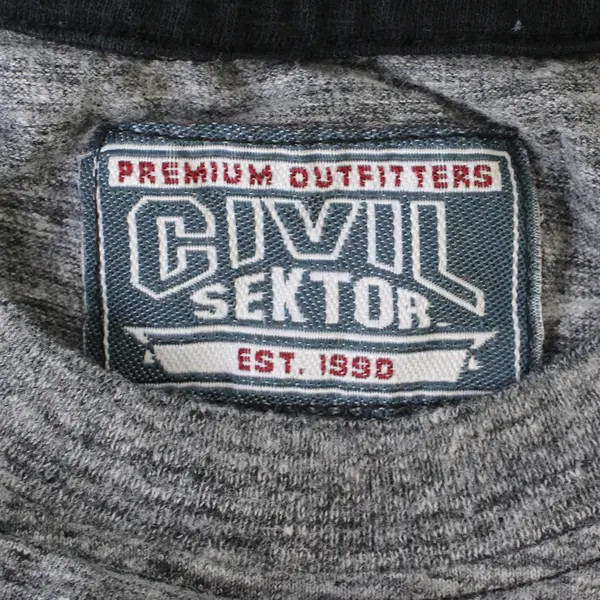 PREMIUM OUTFITTERS
CIVIL
SEKTOR
EST. 1990